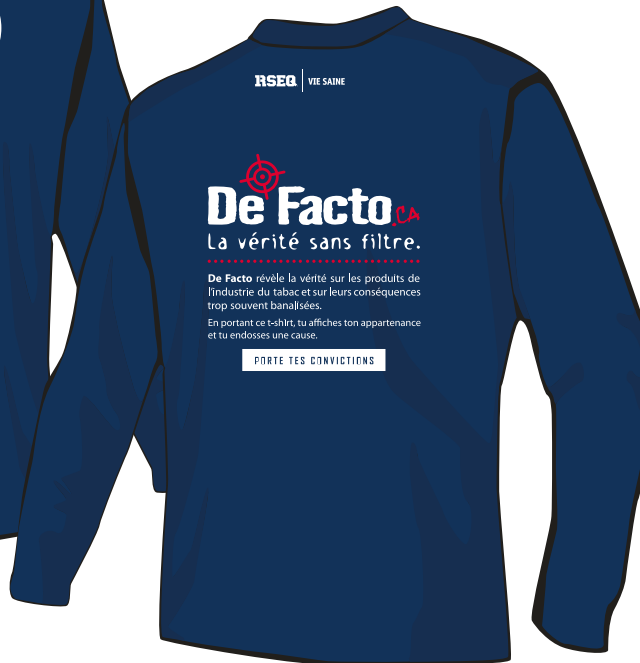 RSEQ VIE SAINE
De Facto.CA
La vérité sans filtre.
De Facto révèle la vérité sur les produits de
l'industrie du tabac et sur leurs conséquences
trop souvent banalisées.
En portant ce t-shirt, tu affiches ton appartenance
et tu endosses une cause.
PORTE TES CONVICTIONS